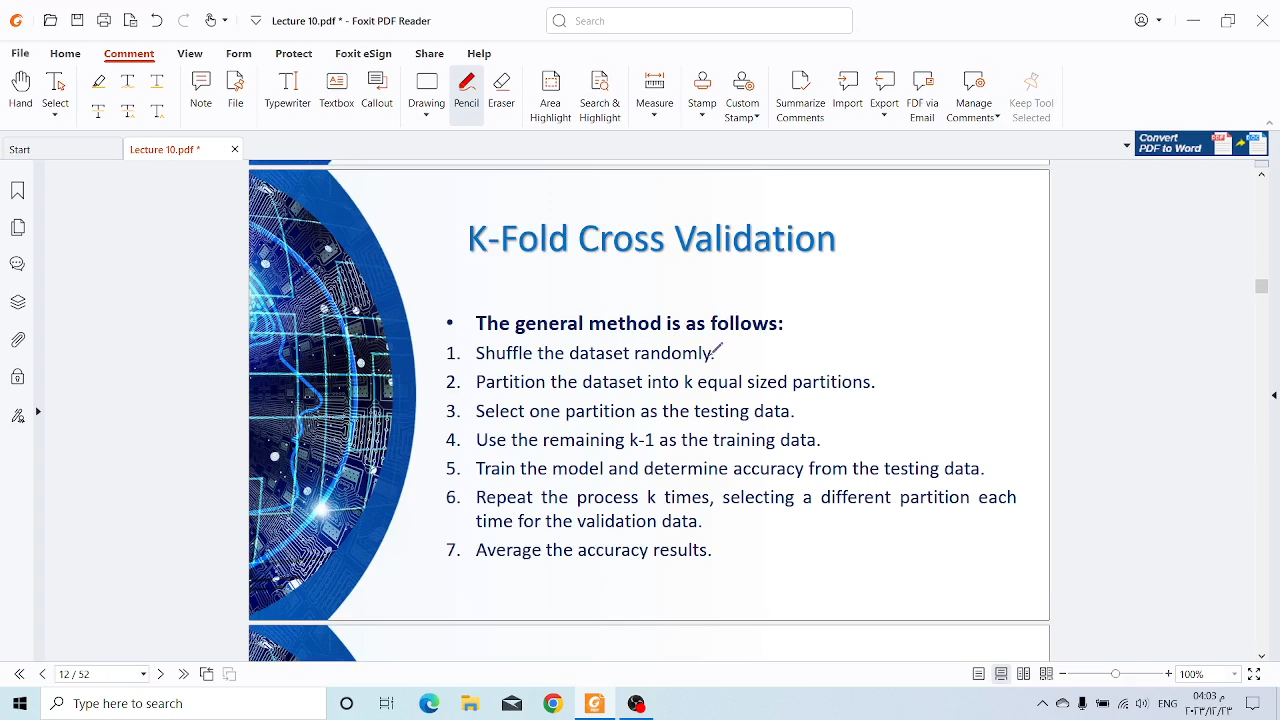 Lecture 10.pdf * - Foxit PDF Reader
Search
File Home Comment View Form Protect Foxit eSign Share Help
Hand Select Note File Typewriter Textbox Callout Drawing Pencil Eraser Area Highlight Search & Highlight Measure Stamp Custom Stamp Summarize Comments Import Export FDF via Email Manage Comments Keep Tool Selected
Start
Lecture 10.pdf *
Convert PDF to Word
K-Fold Cross Validation
• The general method is as follows:
1. Shuffle the dataset randomly.
2. Partition the dataset into k equal sized partitions.
3. Select one partition as the testing data.
4. Use the remaining k-1 as the training data.
5. Train the model and determine accuracy from the testing data.
6. Repeat the process k times, selecting a different partition each
time for the validation data.
7. Average the accuracy results.
12 / 52
100%
Type here to search
ENG
04:03 م